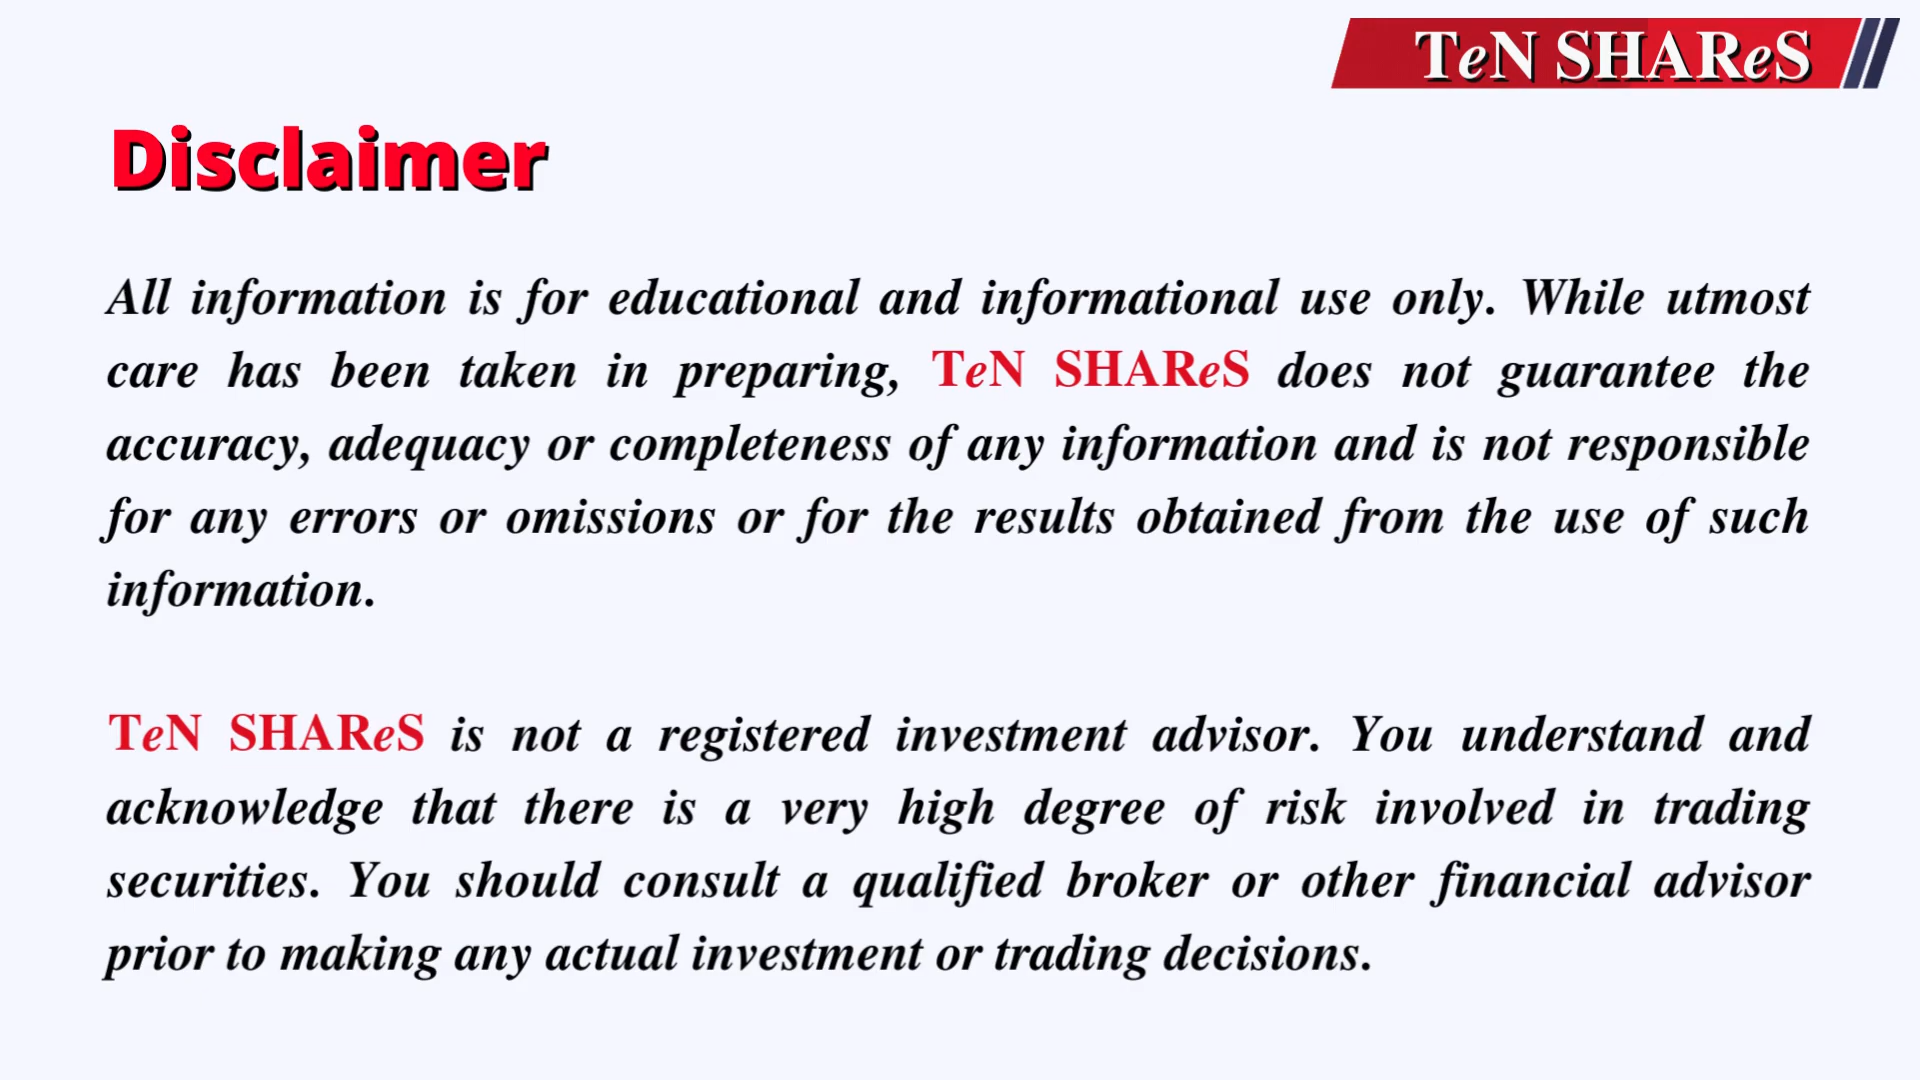 TeN SHAReS
Disclaimer
All information is for educational and informational use only. While utmost
care has been taken in preparing, TeN SHAReS does not guarantee the
accuracy, adequacy or completeness of any information and is not responsible
for any errors or omissions or for the results obtained from the use of such
information.
TeN SHAReS is not a registered investment advisor. You understand and
acknowledge that there is a very high degree of risk involved in trading
securities. You should consult a qualified broker or other financial advisor
prior to making any actual investment or trading decisions.